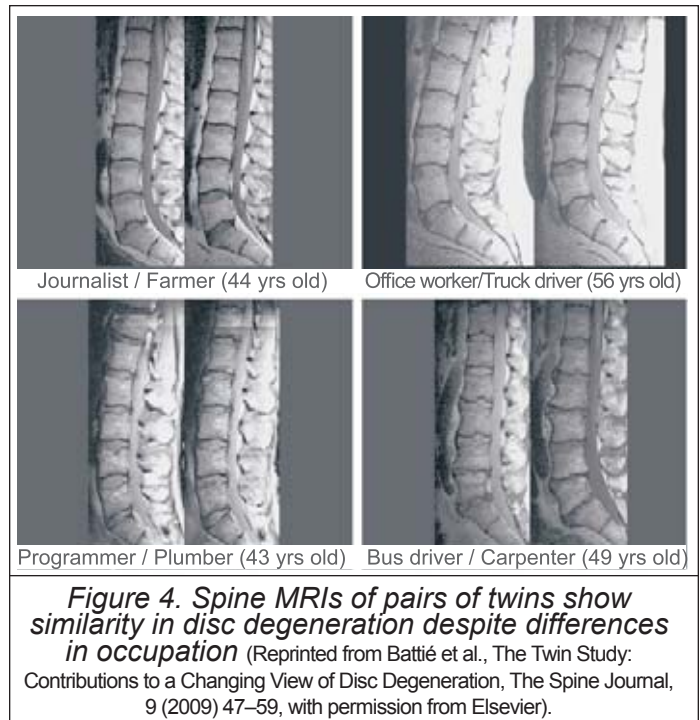 Journalist / Farmer (44 yrs old)
Office worker/Truck driver (56 yrs old)
Programmer / Plumber (43 yrs old)
Bus driver / Carpenter (49 yrs old)
Figure 4. Spine MRIs of pairs of twins show
similarity in disc degeneration despite differences
in occupation (Reprinted from Battié et al., The Twin Study:
Contributions to a Changing View of Disc Degeneration, The Spine Journal,
9 (2009) 47–59, with permission from Elsevier).